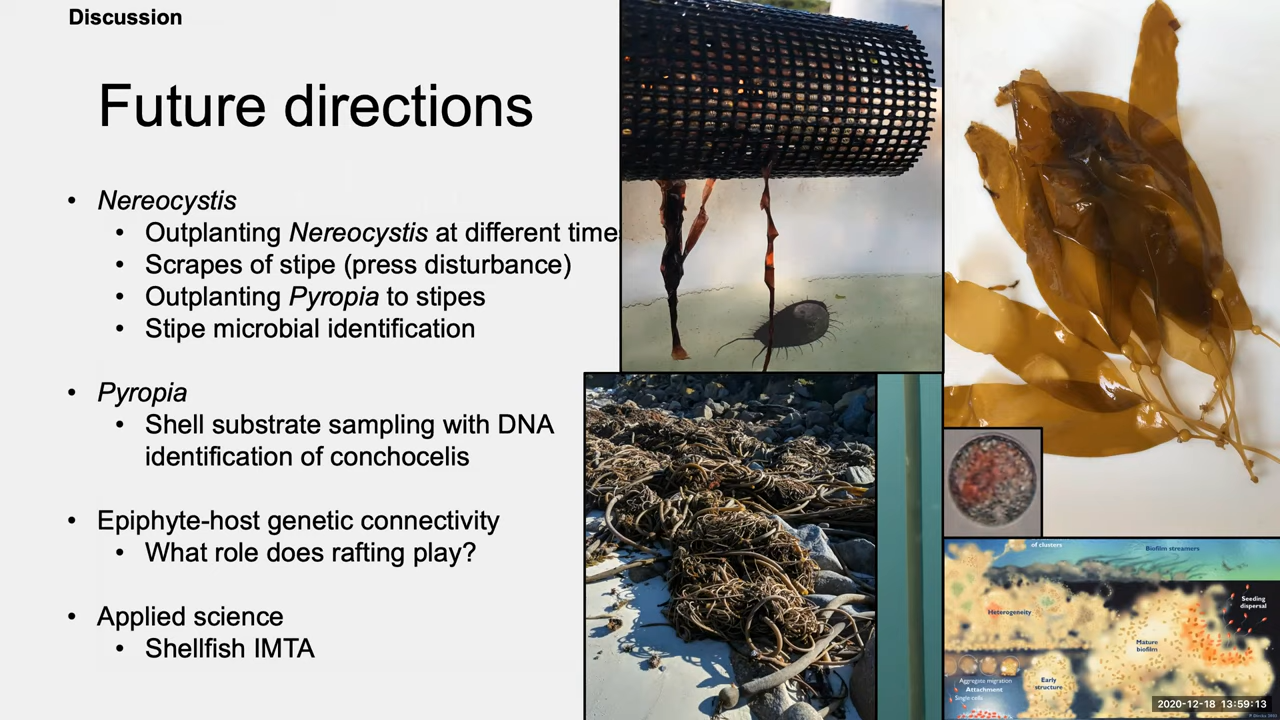 Discussion
Future directions
• Nereocystis
• Outplanting Nereocystis at different time
• Scrapes of stipe (press disturbance)
• Outplanting Pyropia to stipes
• Stipe microbial identification
• Pyropia
• Shell substrate sampling with DNA
identification of conchocelis
• Epiphyte-host genetic connectivity
• What role does rafting play?
• Applied science
• Shellfish IMTA
of clusters
Biofilm streamers
Heterogeneity
Seeding
dispersal
Mature
biofilm
Aggregate migration
Attachment
Single cells
Early
structure
2020-12-18 13:59:13